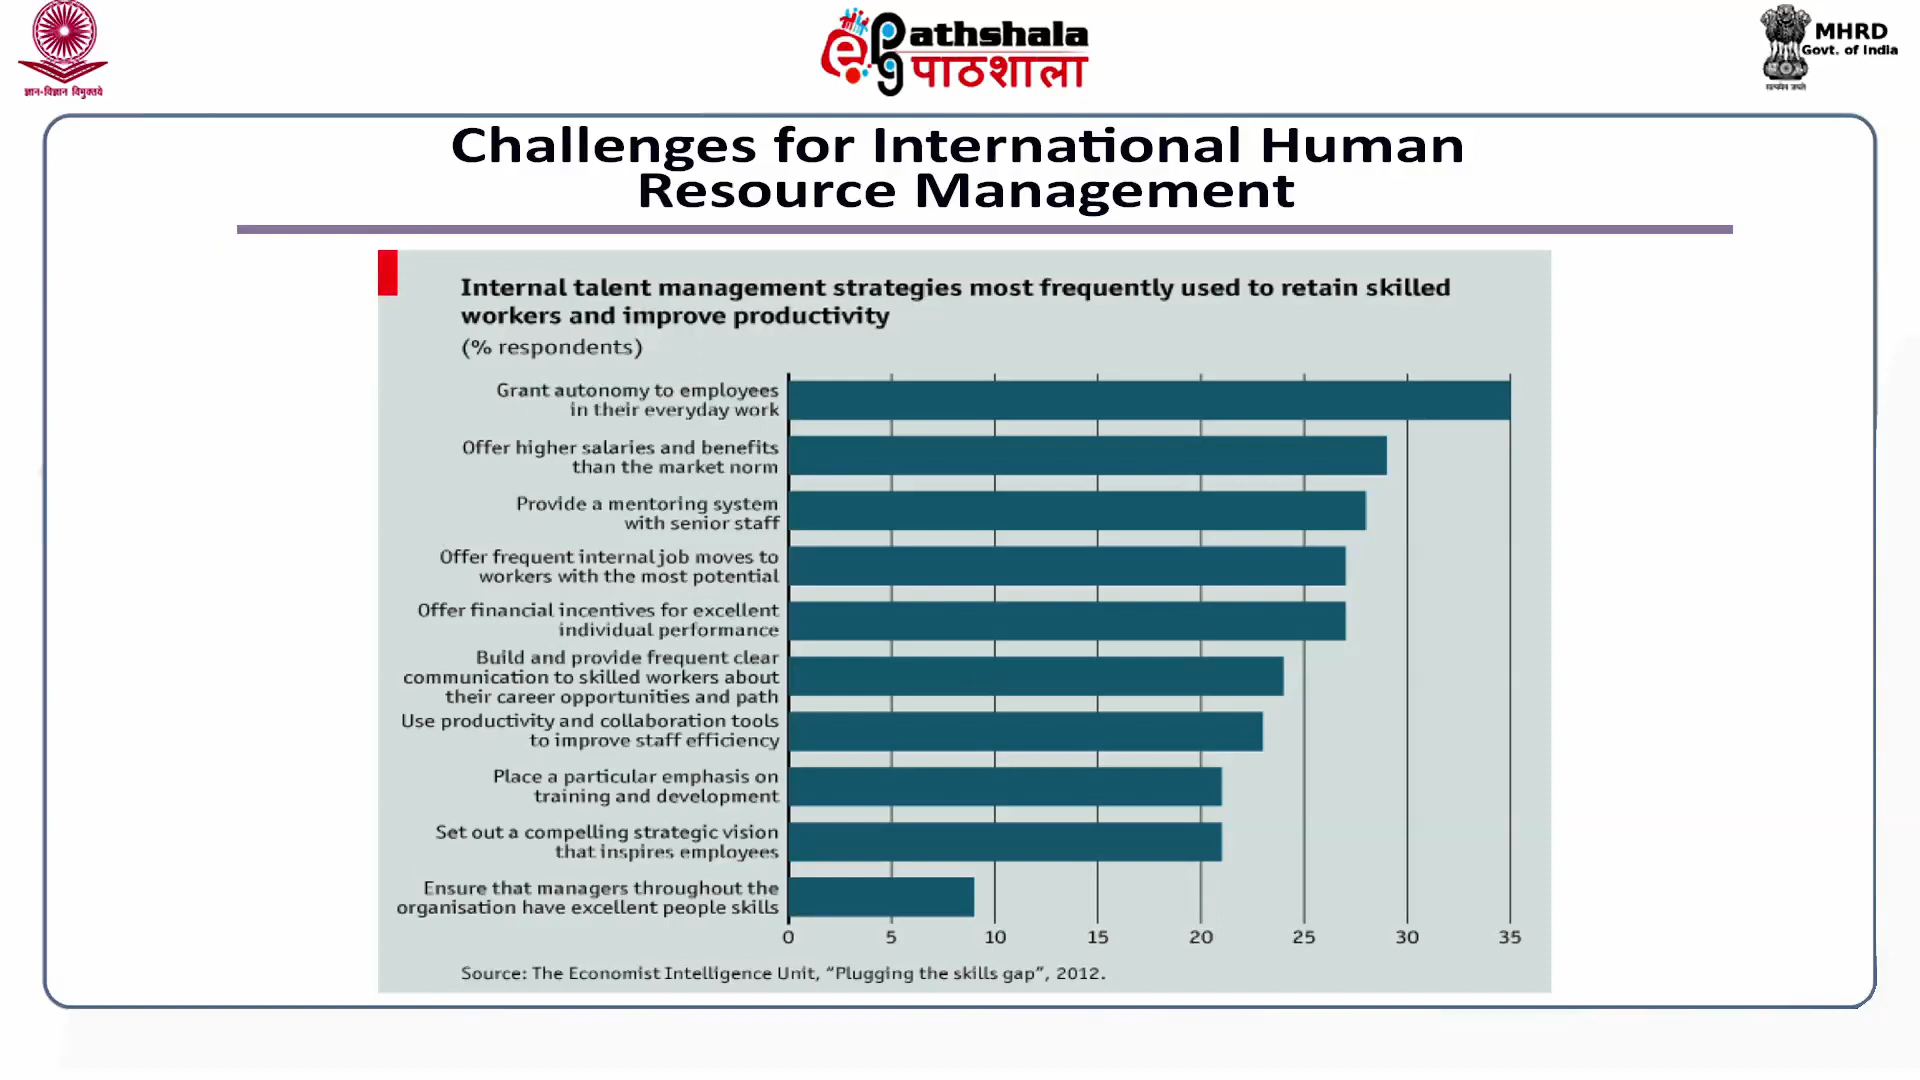 ज्ञान-विज्ञान विमुक्तये
ePathshala
पाठशाला
MHRD
Govt. of India
सत्यमेव जयते
Challenges for International Human
Resource Management
Internal talent management strategies most frequently used to retain skilled
workers and improve productivity
(% respondents)
Grant autonomy to employees
in their everyday work
Offer higher salaries and benefits
than the market norm
Provide a mentoring system
with senior staff
Offer frequent internal job moves to
workers with the most potential
Offer financial incentives for excellent
individual performance
Build and provide frequent clear
communication to skilled workers about
their career opportunities and path
Use productivity and collaboration tools
to improve staff efficiency
Place a particular emphasis on
training and development
Set out a compelling strategic vision
that inspires employees
Ensure that managers throughout the
organisation have excellent people skills
0 5 10 15 20 25 30 35
Source: The Economist Intelligence Unit, “Plugging the skills gap”, 2012.